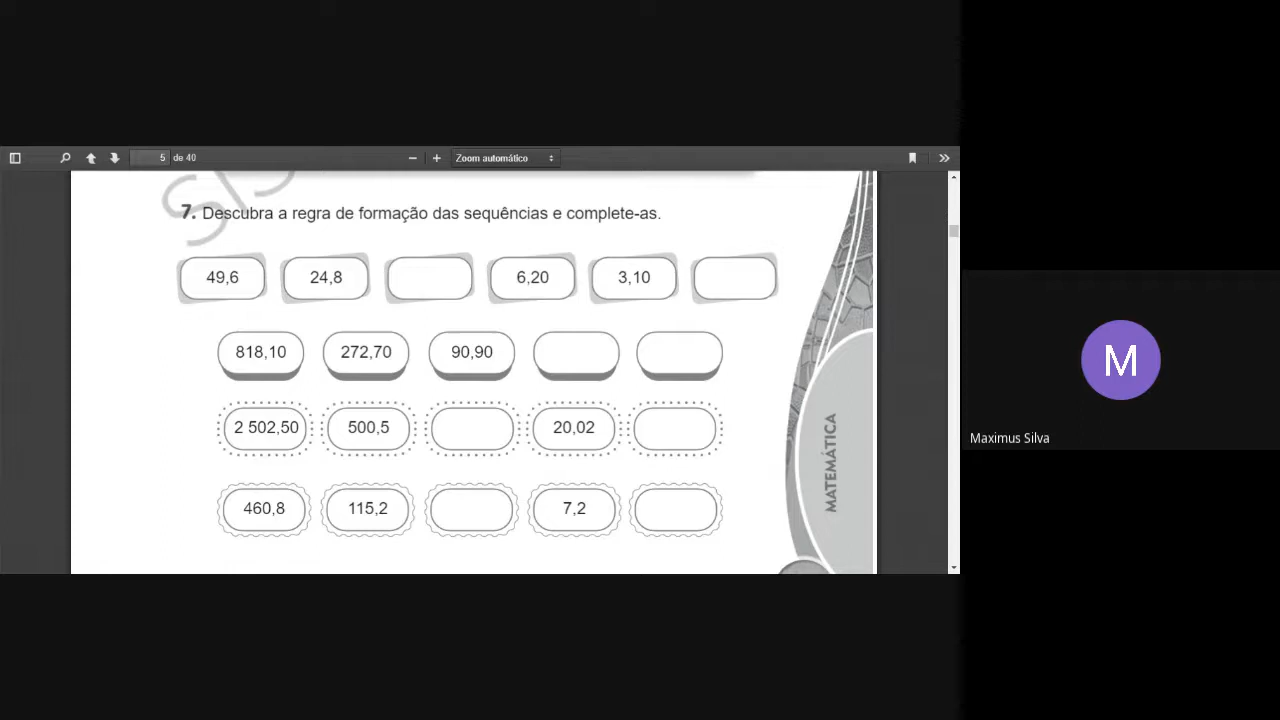 5 de 40 Zoom automático
SIS
7. Descubra a regra de formação das sequências e complete-as.
49,6 24,8 6,20 3,10
818,10 272,70 90,90
2 502,50 500,5 20,02
460,8 115,2 7,2
MATEMÁTICA
M
Maximus Silva